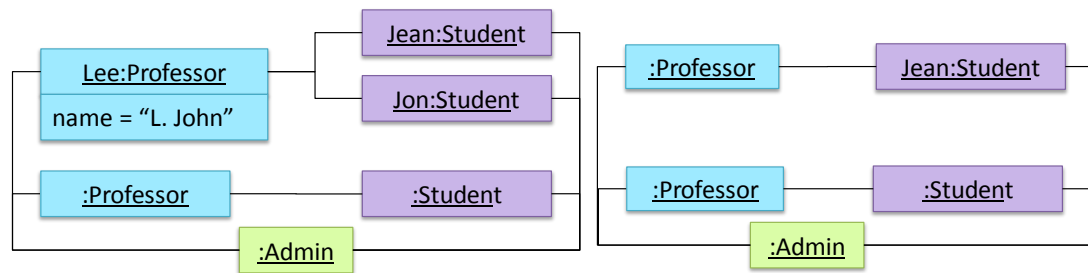 Jean:Student
Lee:Professor
Jon:Student
name = “L. John”
:Professor
:Student
:Admin
:Professor
Jean:Student
:Professor
:Student
:Admin